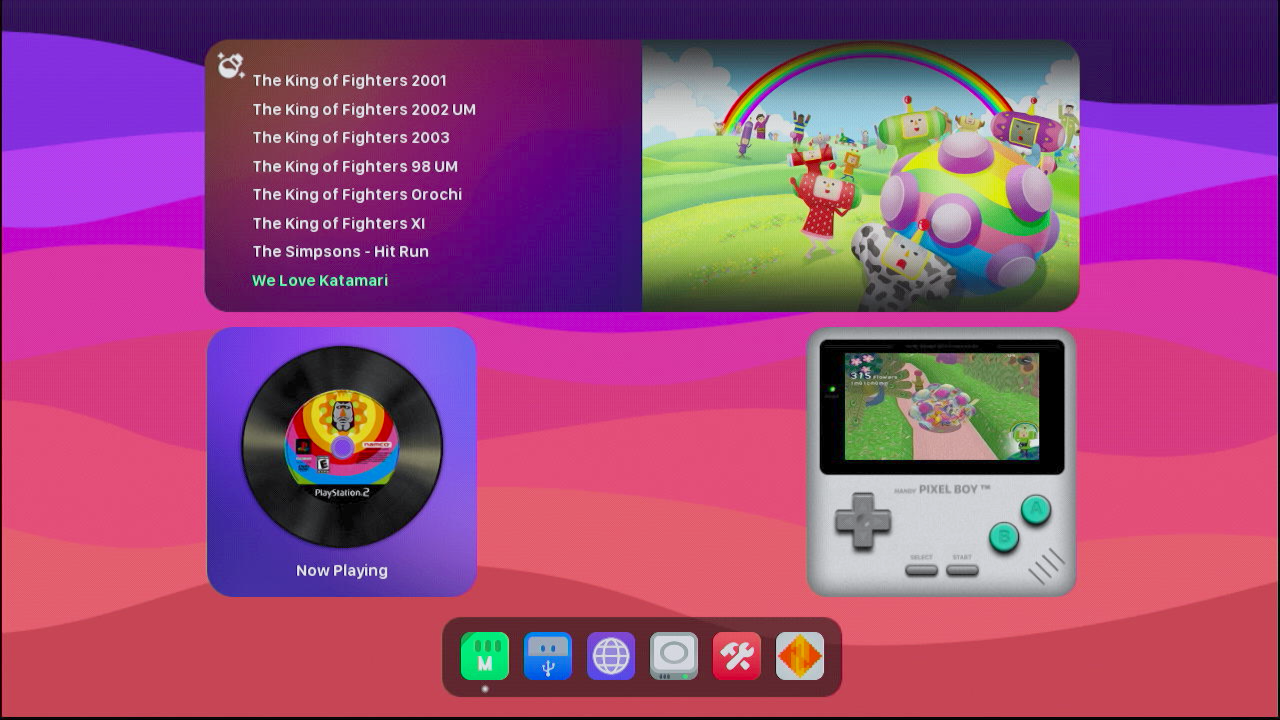 The King of Fighters 2001
The King of Fighters 2002 UM
The King of Fighters 2003
The King of Fighters 98 UM
The King of Fighters Orochi
The King of Fighters XI
The Simpsons - Hit Run
We Love Katamari
namco
E
PlayStation.2
Now Playing
315 Flowers
HANDY PIXEL BOY ™
A
B
SELECT START
M